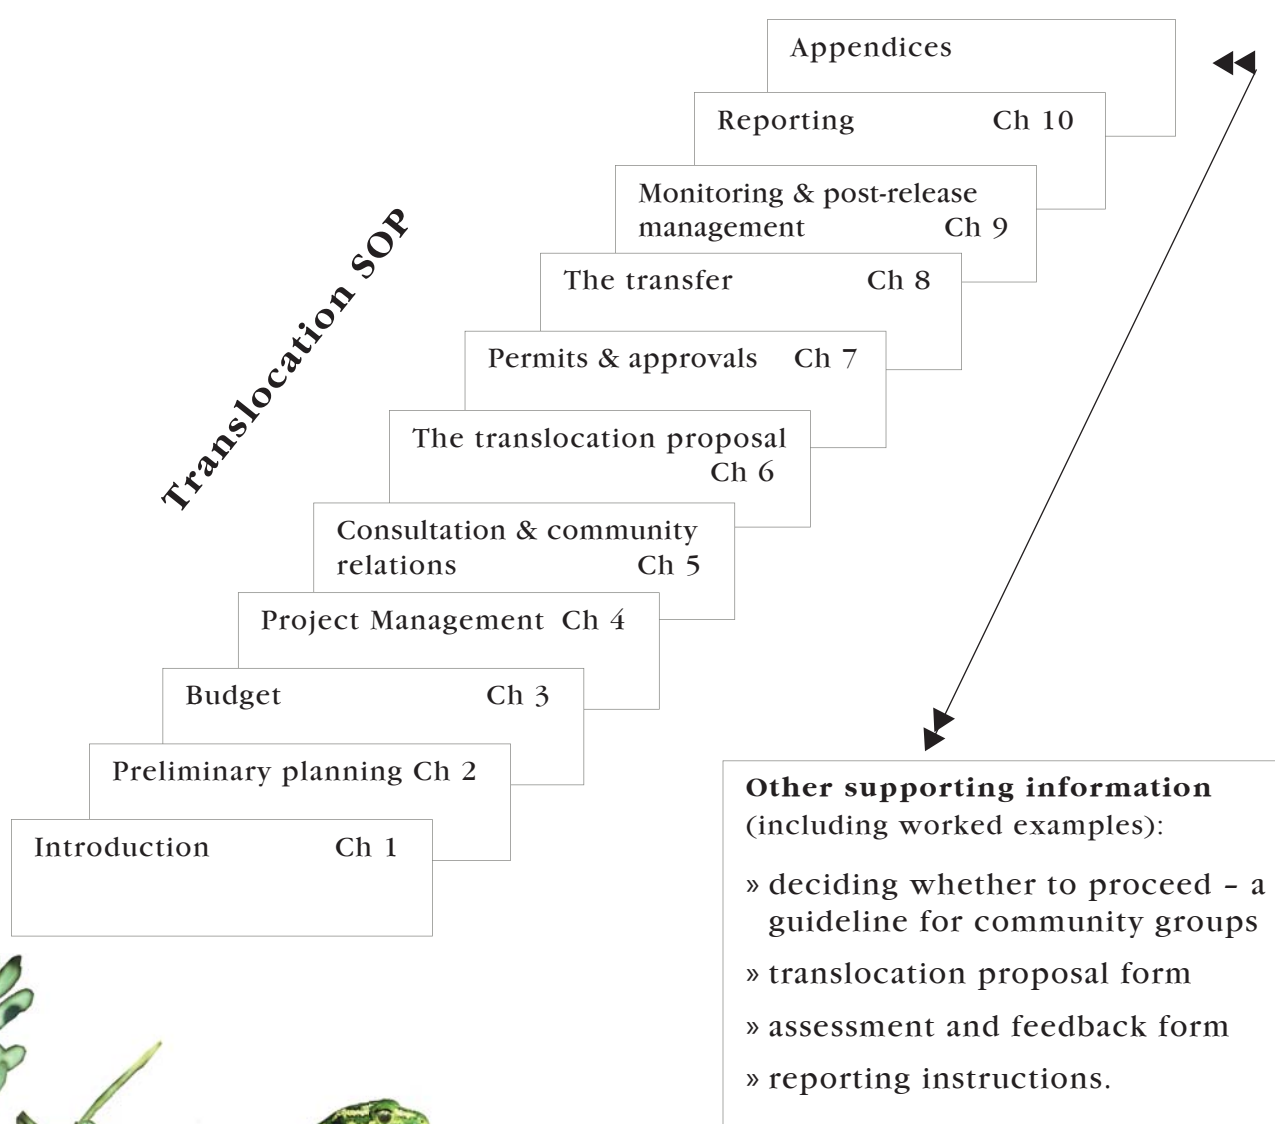 Appendices
Reporting Ch 10
Monitoring & post-release
management Ch 9
The transfer Ch 8
Permits & approvals Ch 7
The translocation proposal
Ch 6
Consultation & community
relations Ch 5
Project Management Ch 4
Budget Ch 3
Preliminary planning Ch 2
Introduction Ch 1
Translocation SOP
Other supporting information
(including worked examples):
» deciding whether to proceed – a
guideline for community groups
» translocation proposal form
» assessment and feedback form
» reporting instructions.